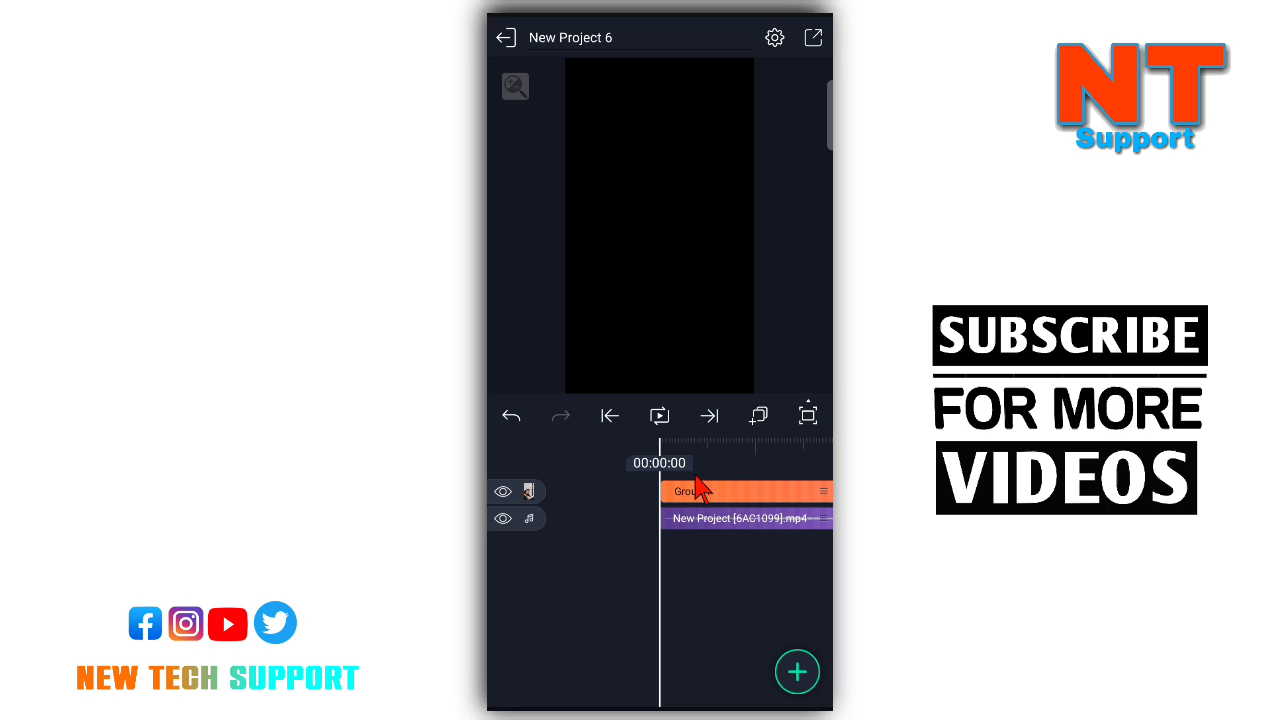 New Project 6
NT
Support
SUBSCRIBE
FOR MORE
VIDEOS
00:00:00
New Project [6AC1099].mp4
NEW TECH SUPPORT